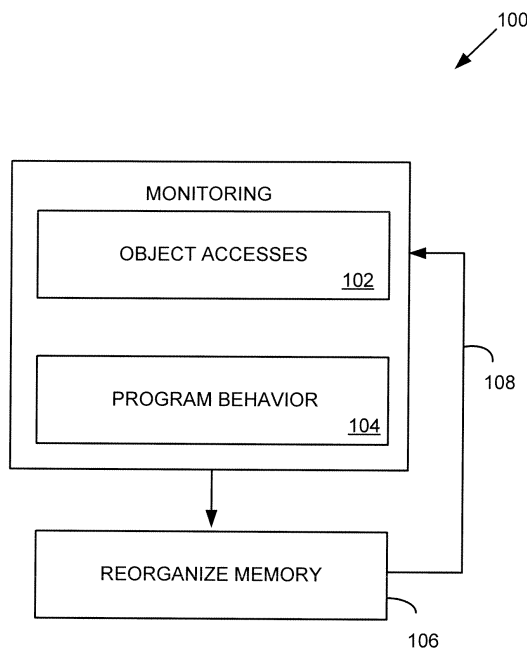 100
MONITORING
OBJECT ACCESSES
102
PROGRAM BEHAVIOR
104
108
REORGANIZE MEMORY
106